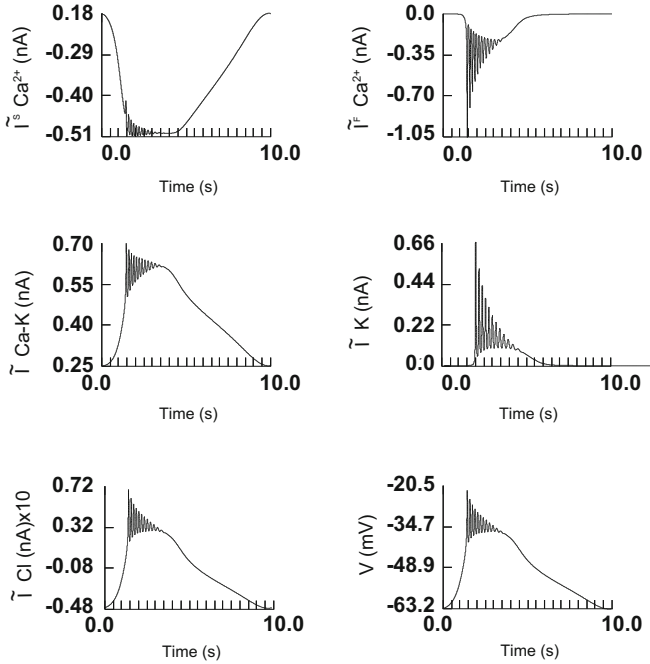 0.18
-0.29
-0.40
-0.51
Ĩˢ Ca²⁺ (nA)
0.0 10.0
Time (s)
0.0
-0.35
-0.70
-1.05
Ĩᶠ Ca²⁺ (nA)
0.0 10.0
Time (s)
0.70
0.55
0.40
0.25
Ĩ Ca-K (nA)
0.0 10.0
Time (s)
0.66
0.44
0.22
0.0
Ĩ K (nA)
0.0 10.0
Time (s)
0.72
0.32
-0.08
-0.48
Ĩ Cl (nA)x10
0.0 10.0
Time (s)
-20.5
-34.7
-48.9
-63.2
V (mV)
0.0 10.0
Time (s)